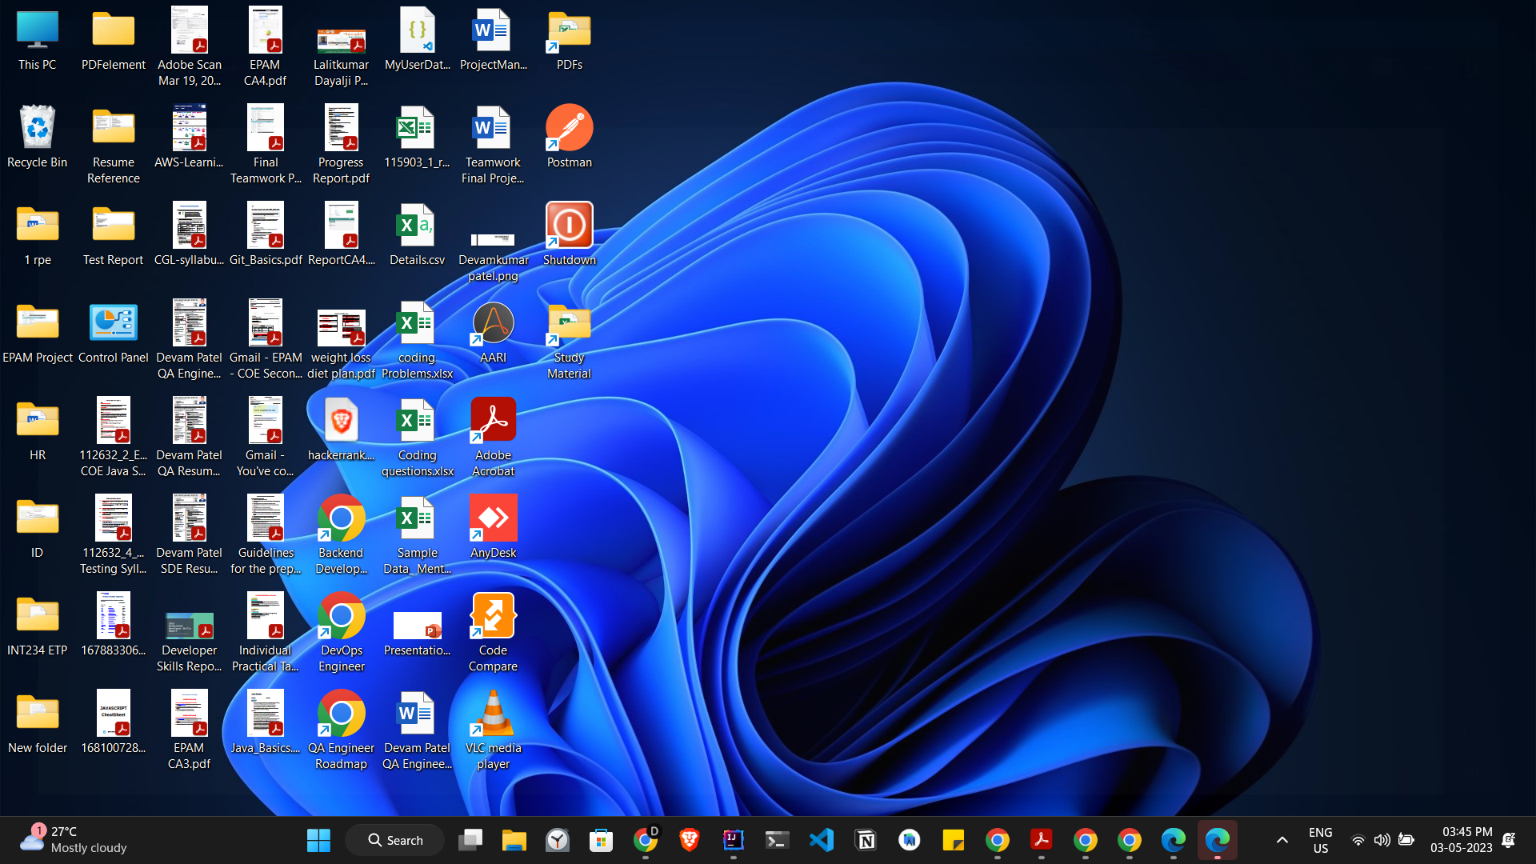 This PC
PDFelement
Adobe Scan
Mar 19, 20...
EPAM
CA4.pdf
Lalitkumar
Dayalji P...
MyUserDat...
ProjectMan...
PDFs
Recycle Bin
Resume
Reference
AWS-Learni...
Final
Teamwork P...
Progress
Report.pdf
115903_1_r...
Teamwork
Final Proje...
Postman
1 rpe
Test Report
CGL-syllabu...
Git_Basics.pdf
ReportCA4....
Details.csv
Devamkumar
patel.png
Shutdown
EPAM Project
Control Panel
Devam Patel
QA Engine...
Gmail - EPAM
- COE Secon...
weight loss
diet plan.pdf
coding
Problems.xlsx
AARI
Study
Material
HR
112632_2_E...
COE Java S...
Devam Patel
QA Resum...
Gmail -
You've co...
hackerrank....
Coding
questions.xlsx
Adobe
Acrobat
ID
112632_4_...
Testing Syll...
Devam Patel
SDE Resu...
Guidelines
for the prep...
Backend
Develop...
Sample
Data_ Ment...
AnyDesk
INT234 ETP
167883306...
Developer
Skills Repo...
Individual
Practical Ta...
DevOps
Engineer
Presentatio...
Code
Compare
New folder
JAVASCRIPT
CheatSheet
168100728...
EPAM
CA3.pdf
Java_Basics....
QA Engineer
Roadmap
Devam Patel
QA Enginee...
VLC media
player
1
27°C
Mostly cloudy
Search
D
ENG
US
03:45 PM
03-05-2023